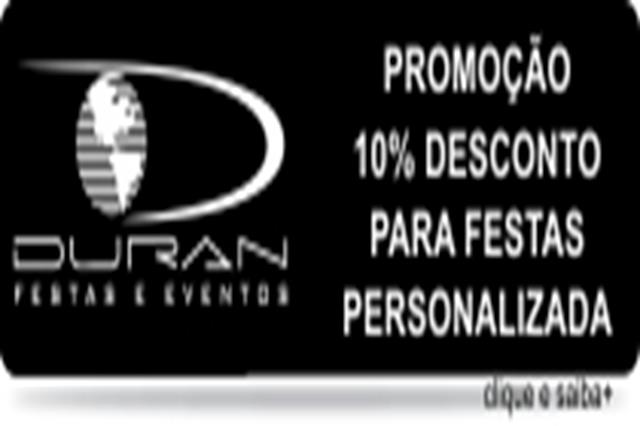 DURAN
FESTAS E EVENTOS
PROMOÇÃO
10% DESCONTO
PARA FESTAS
PERSONALIZADA
clique e saiba+